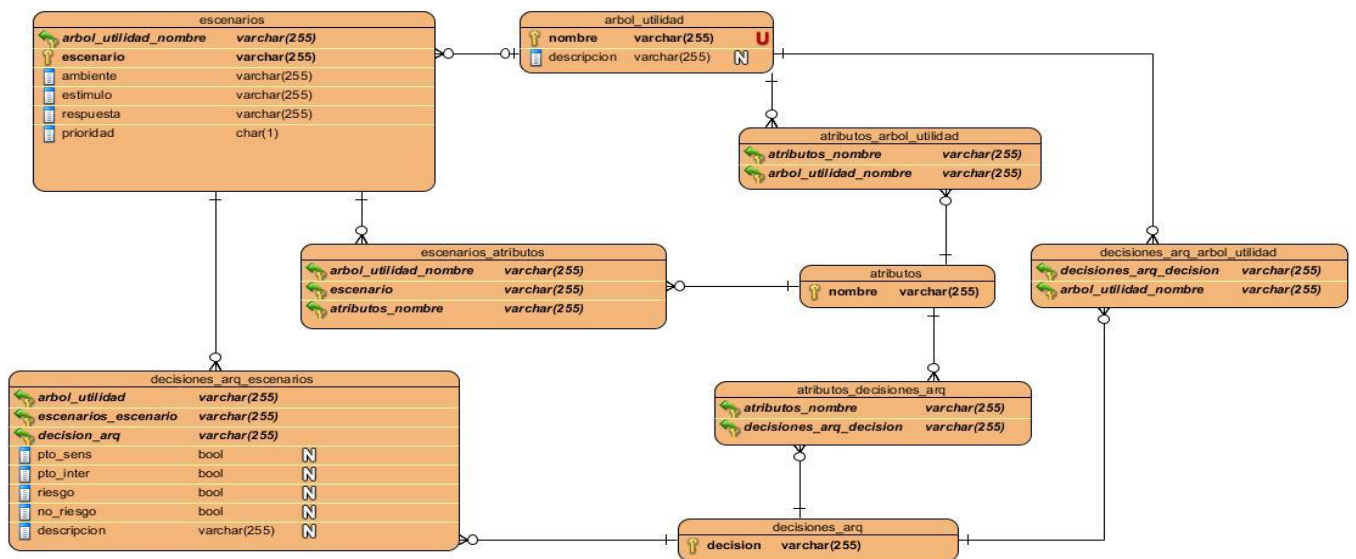 escenarios
arbol_utilidad_nombre varchar(255)
escenario varchar(255)
ambiente varchar(255)
estimulo varchar(255)
respuesta varchar(255)
prioridad char(1)
arbol_utilidad
nombre varchar(255) U
descripcion varchar(255) N
atributos_arbol_utilidad
atributos_nombre varchar(255)
arbol_utilidad_nombre varchar(255)
escenarios_atributos
arbol_utilidad_nombre varchar(255)
escenario varchar(255)
atributos_nombre varchar(255)
atributos
nombre varchar(255)
decisiones_arq_arbol_utilidad
decisiones_arq_decision varchar(255)
arbol_utilidad_nombre varchar(255)
decisiones_arq_escenarios
arbol_utilidad varchar(255)
escenarios_escenario varchar(255)
decision_arq varchar(255)
pto_sens bool N
pto_inter bool N
riesgo bool N
no_riesgo bool N
descripcion varchar(255) N
atributos_decisiones_arq
atributos_nombre varchar(255)
decisiones_arq_decision varchar(255)
decisiones_arq
decision varchar(255)